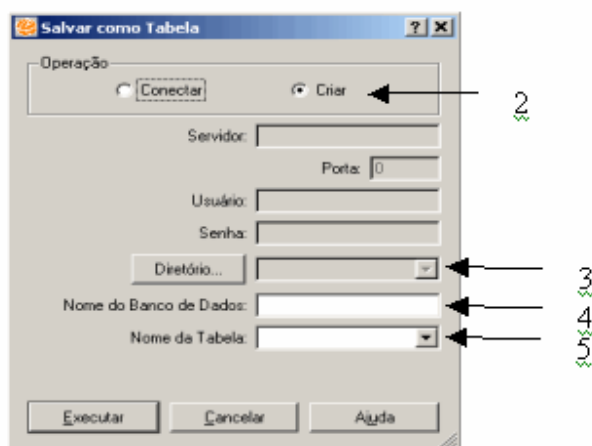 Salvar como Tabela
Operação
Conectar Criar
2
Servidor:
Porta: 0
Usuário:
Senha:
Diretório...
3
Nome do Banco de Dados:
4
Nome da Tabela:
5
Executar Cancelar Ajuda